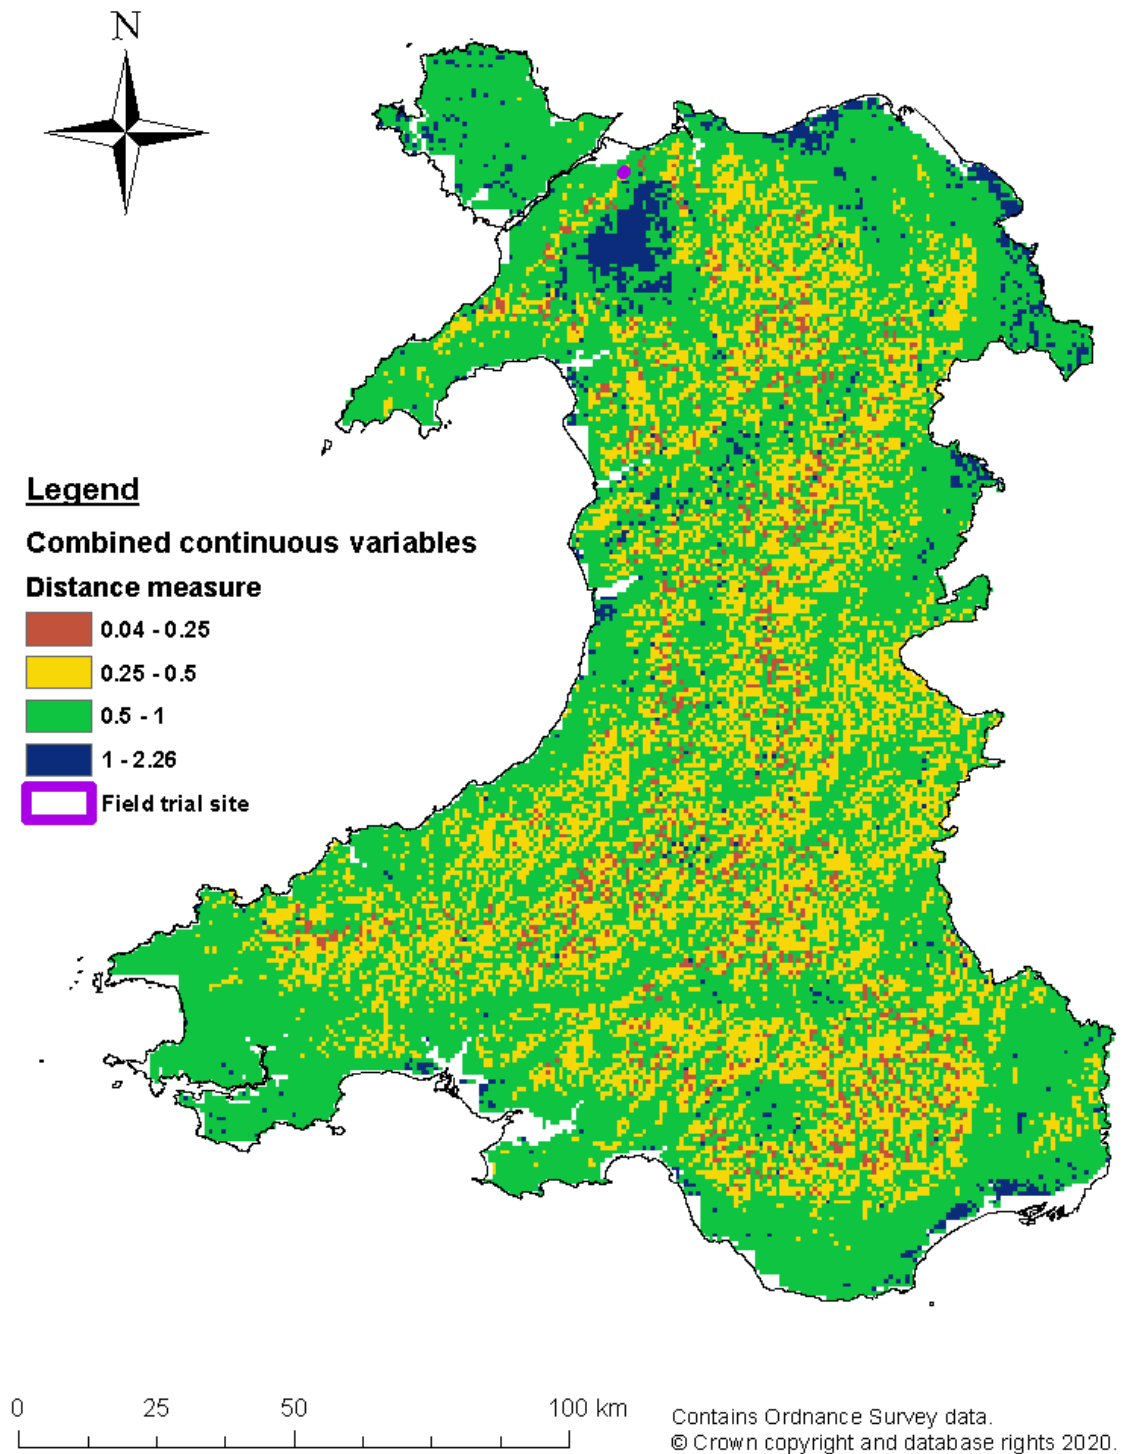 N
Legend
Combined continuous variables
Distance measure
0.04 - 0.25
0.25 - 0.5
0.5 - 1
1 - 2.26
Field trial site
0 25 50 100 km
Contains Ordnance Survey data.
© Crown copyright and database rights 2020.